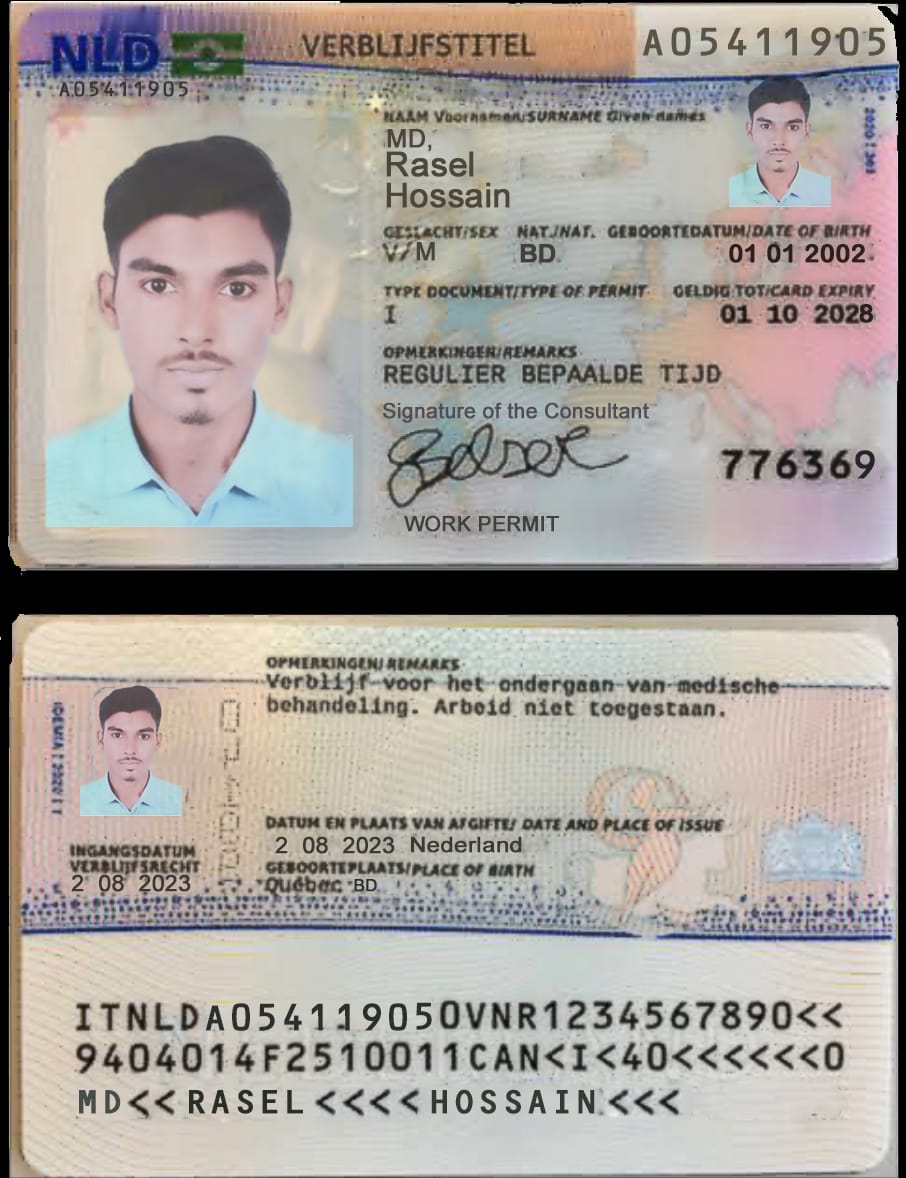 NLD
VERBLIJFSTITEL
A05411905
A05411905
NAAM Voornamen/SURNAME Given names
MD,
Rasel
Hossain
GESLACHT/SEX NAT./NAT. GEBOORTEDATUM/DATE OF BIRTH
V/M BD 01 01 2002
TYPE DOCUMENT/TYPE OF PERMIT GELDIG TOT/CARD EXPIRY
I 01 10 2028
OPMERKINGEN/REMARKS
REGULIER BEPAALDE TIJD
Signature of the Consultant
776369
WORK PERMIT
OPMERKINGEN/ REMARKS
Verblijf voor het ondergaan van medische
behandeling. Arbeid niet toegestaan.
DATUM EN PLAATS VAN AFGIFTE/ DATE AND PLACE OF ISSUE
2 08 2023 Nederland
INGANGSDATUM
VERBLIJFSRECHT
2 08 2023
GEBOORTEPLAATS/PLACE OF BIRTH
Québec BD
ITNLDA054119050VNR1234567890<<
9404014F2510011CAN<I<40<<<<<<0
MD<< RASEL <<<< HOSSAIN <<<